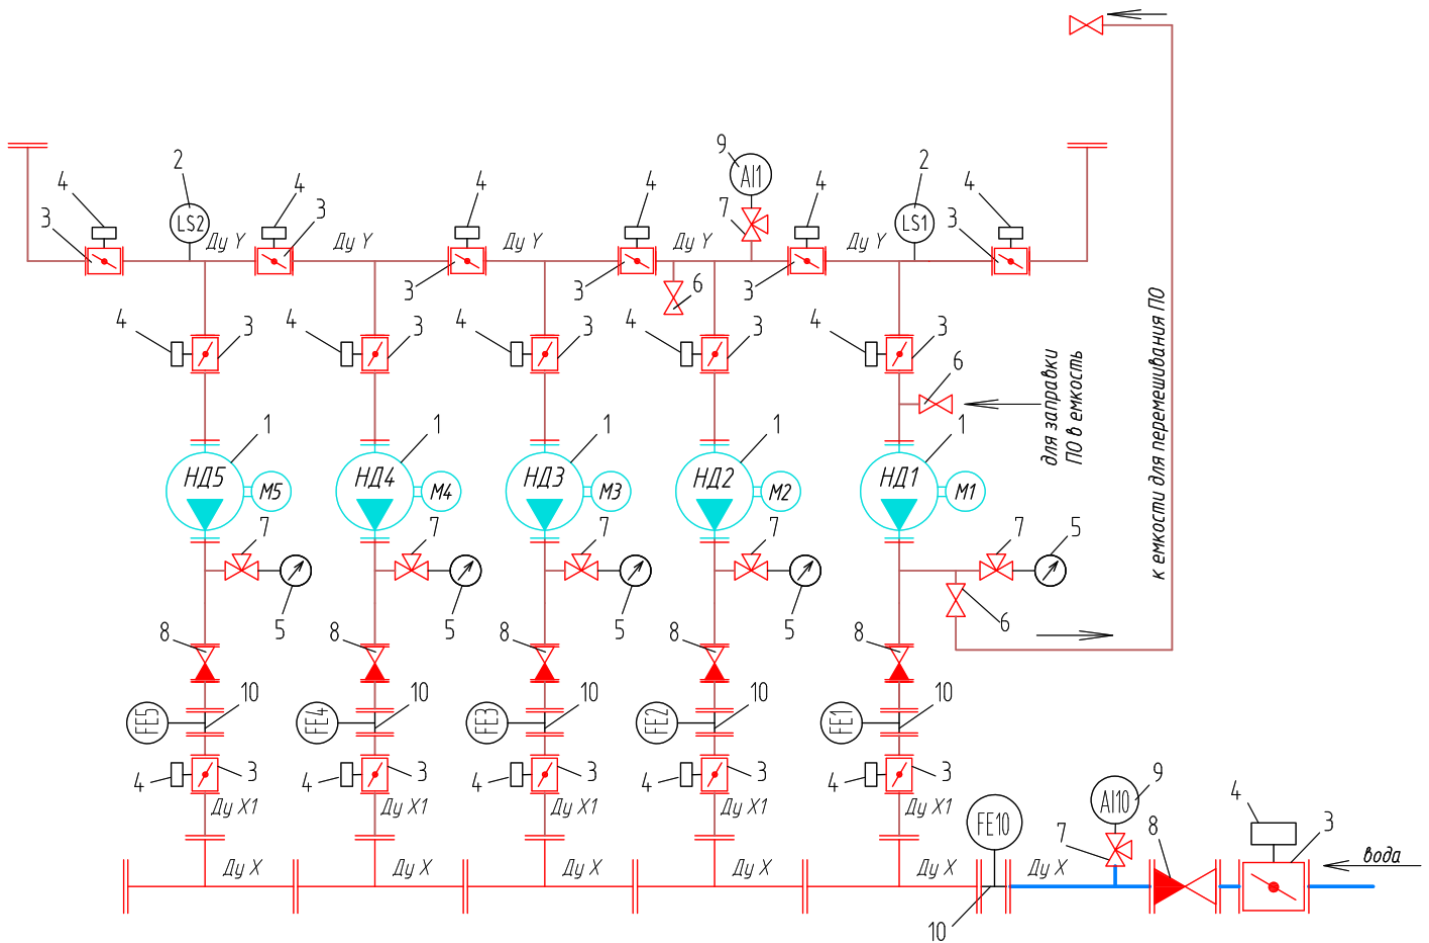 9
2
4
4
4
4
4
2
4
AI1
7
3
LS2
3
LS1
3
Ду Y
Ду Y
Ду Y
Ду Y
Ду Y
3
3
3
3
6
4
3
4
3
4
3
4
3
4
3
6
для заправки
ПО в емкость
к емкости для перемешивания ПО
1
1
1
1
1
НД5
М5
НД4
М4
НД3
М3
НД2
М2
НД1
М1
7
7
7
7
7
5
5
5
5
5
6
8
8
8
8
8
10
10
10
10
10
FE5
FE4
FE3
FE2
FE1
4
3
4
3
4
3
4
3
4
3
Ду X1
Ду X1
Ду X1
Ду X1
Ду X1
9
AI10
4
3
FE10
7
8
вода
Ду X
Ду X
Ду X
Ду X
Ду X
Ду X
10